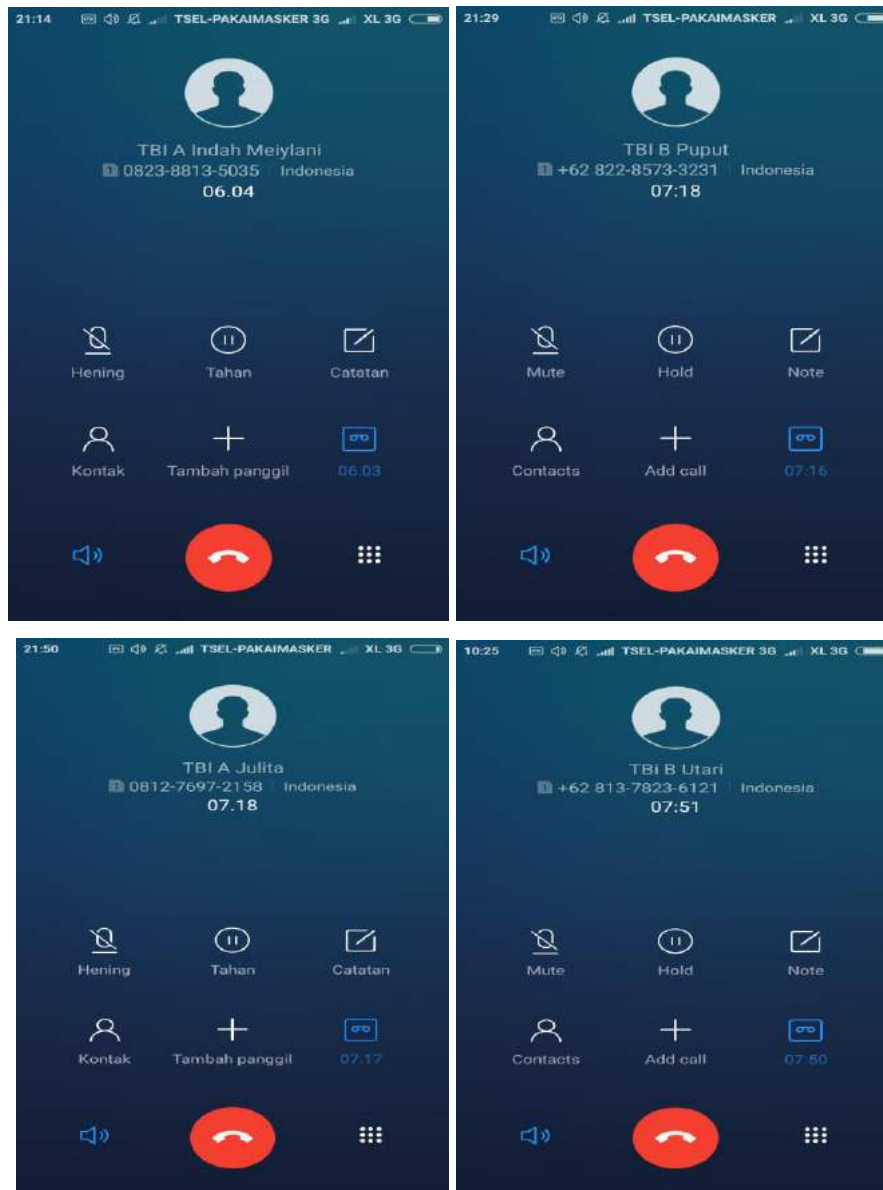 21:14 TSEL-PAKAIMASKER 3G XL 3G
TBI A Indah Meiylani
1 0823-8813-5035 Indonesia
06.04
Hening Tahan Catatan
Kontak Tambah panggil 06.03
21:29 TSEL-PAKAIMASKER XL 3G
TBI B Puput
1 +62 822-8573-3231 Indonesia
07:18
Mute Hold Note
Contacts Add call 07:16
21:50 TSEL-PAKAIMASKER XL 3G
TBI A Julita
1 0812-7697-2158 Indonesia
07.18
Hening Tahan Catatan
Kontak Tambah panggil 07.17
10:25 TSEL-PAKAIMASKER 3G XL 3G
TBi B Utari
1 +62 813-7823-6121 Indonesia
07:51
Mute Hold Note
Contacts Add call 07:50